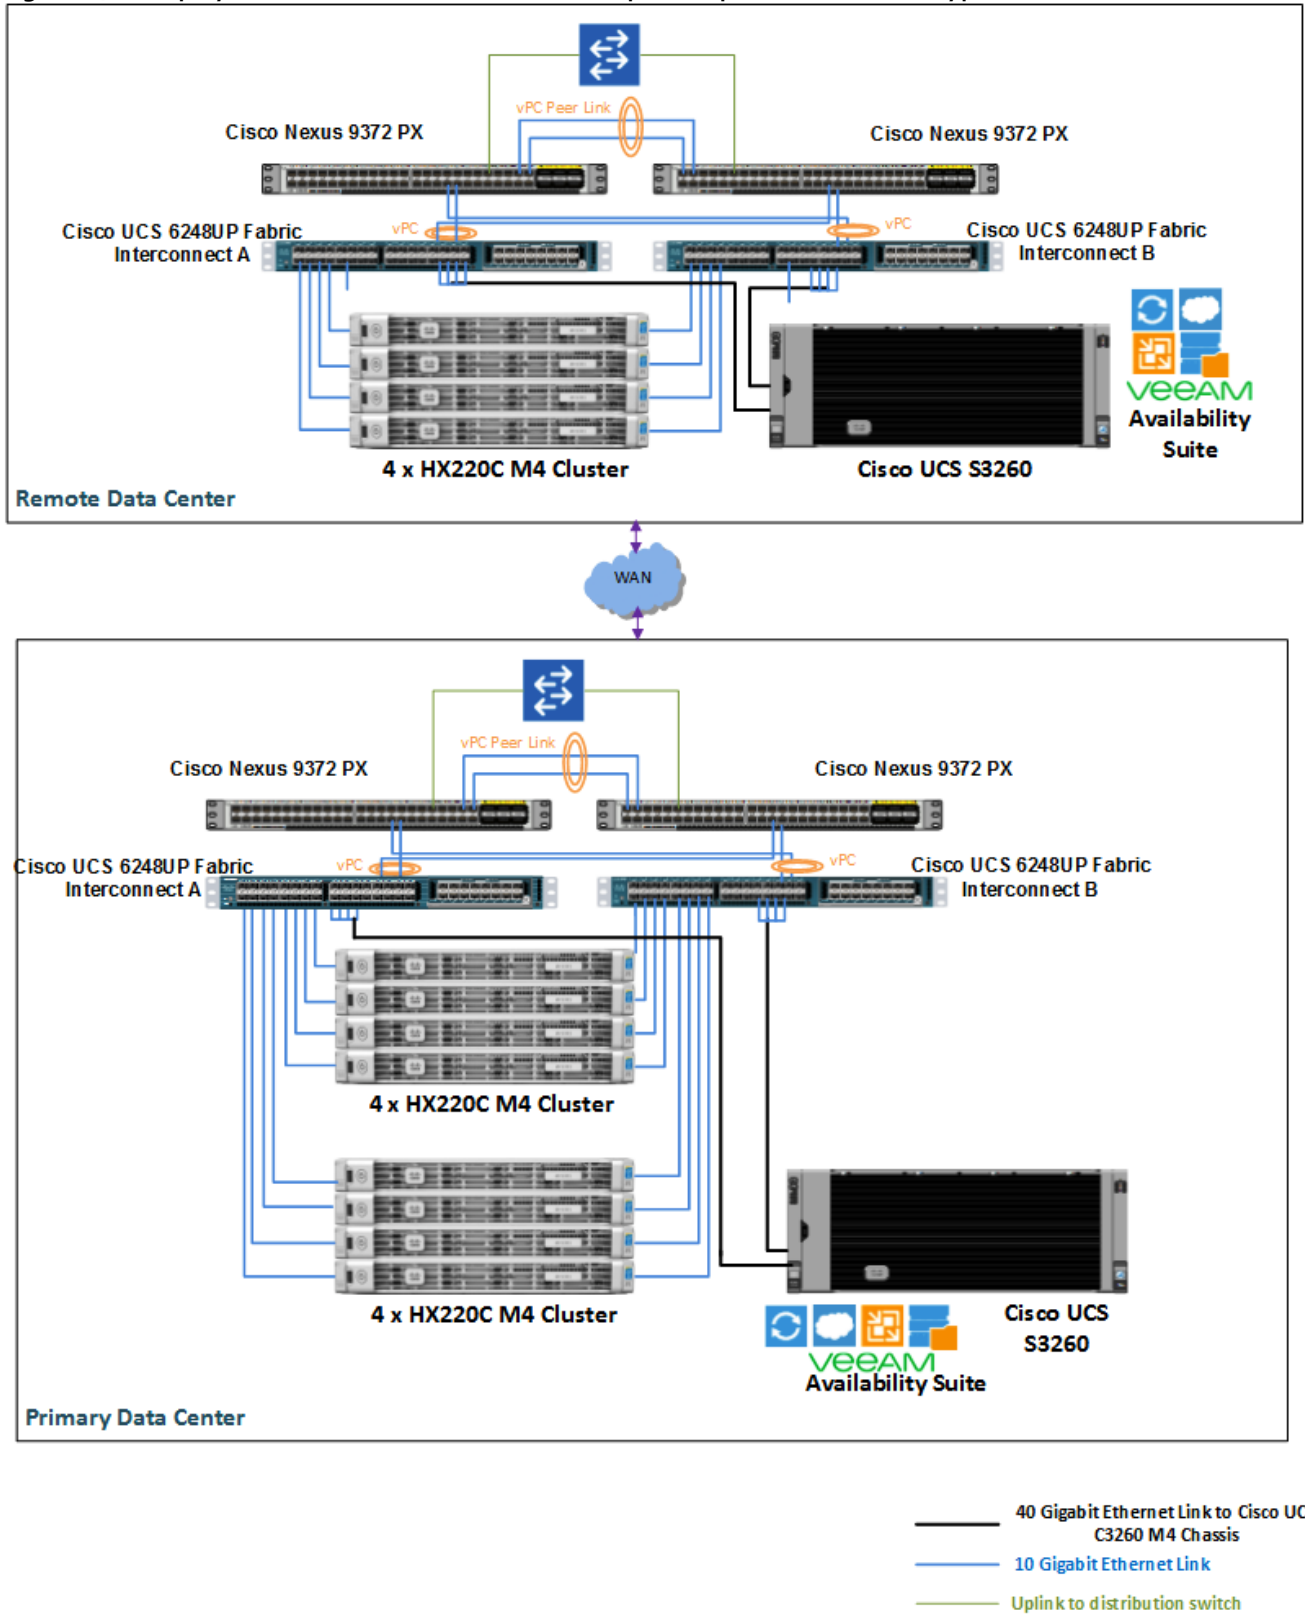 vPC Peer Link
Cisco Nexus 9372 PX
Cisco Nexus 9372 PX
Cisco UCS 6248UP Fabric
Interconnect A
vPC
vPC
Cisco UCS 6248UP Fabric
Interconnect B
VeeAM
Availability
Suite
4 x HX220C M4 Cluster
Cisco UCS S3260
Remote Data Center
WAN
vPC Peer Link
Cisco Nexus 9372 PX
Cisco Nexus 9372 PX
Cisco UCS 6248UP Fabric
Interconnect A
vPC
vPC
Cisco UCS 6248UP Fabric
Interconnect B
4 x HX220C M4 Cluster
4 x HX220C M4 Cluster
Cisco UCS
S3260
VeeAM
Availability Suite
Primary Data Center
40 Gigabit Ethernet Link to Cisco UC
C3260 M4 Chassis
10 Gigabit Ethernet Link
Uplink to distribution switch